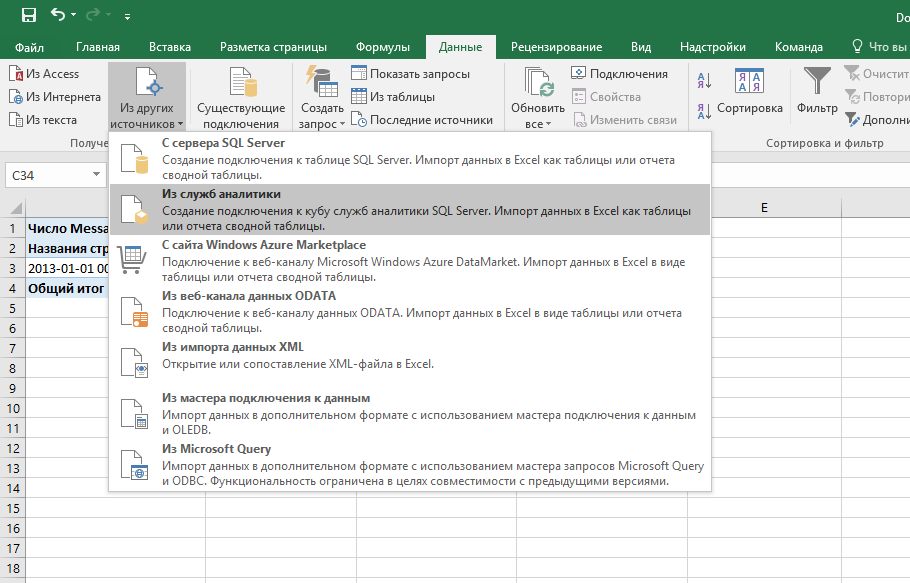 Do
Файл Главная Вставка Разметка страницы Формулы Данные Рецензирование Вид Надстройки Команда Что вы
Из Access
Из Интернета
Из текста
Из других
источников
Существующие
подключения
Создать
запрос
Показать запросы
Из таблицы
Последние источники
Обновить
все
Подключения
Свойства
Изменить связи
Сортировка
Фильтр
Очистит
Повтори
Дополни
Получе
Сортировка и фильтр
С сервера SQL Server
Создание подключения к таблице SQL Server. Импорт данных в Excel как таблицы или отчета
сводной таблицы.
Из служб аналитики
Создание подключения к кубу служб аналитики SQL Server. Импорт данных в Excel как таблицы
или отчета сводной таблицы.
С сайта Windows Azure Marketplace
Подключение к веб-каналу Microsoft Windows Azure DataMarket. Импорт данных в Excel в виде
таблицы или отчета сводной таблицы.
Из веб-канала данных ODATA
Подключение к веб-каналу данных ODATA. Импорт данных в Excel в виде таблицы или отчета
сводной таблицы.
Из импорта данных XML
Открытие или сопоставление XML-файла в Excel.
Из мастера подключения к данным
Импорт данных в дополнительном формате с использованием мастера подключения к данным
и OLEDB.
Из Microsoft Query
Импорт данных в дополнительном формате с использованием мастера запросов Microsoft Query
и ODBC. Функциональность ограничена в целях совместимости с предыдущими версиями.
C34
E
1 Число Messa
2 Названия стр
3 2013-01-01 00
4 Общий итог
5
6
7
8
9
10
11
12
13
14
15
16
17
18